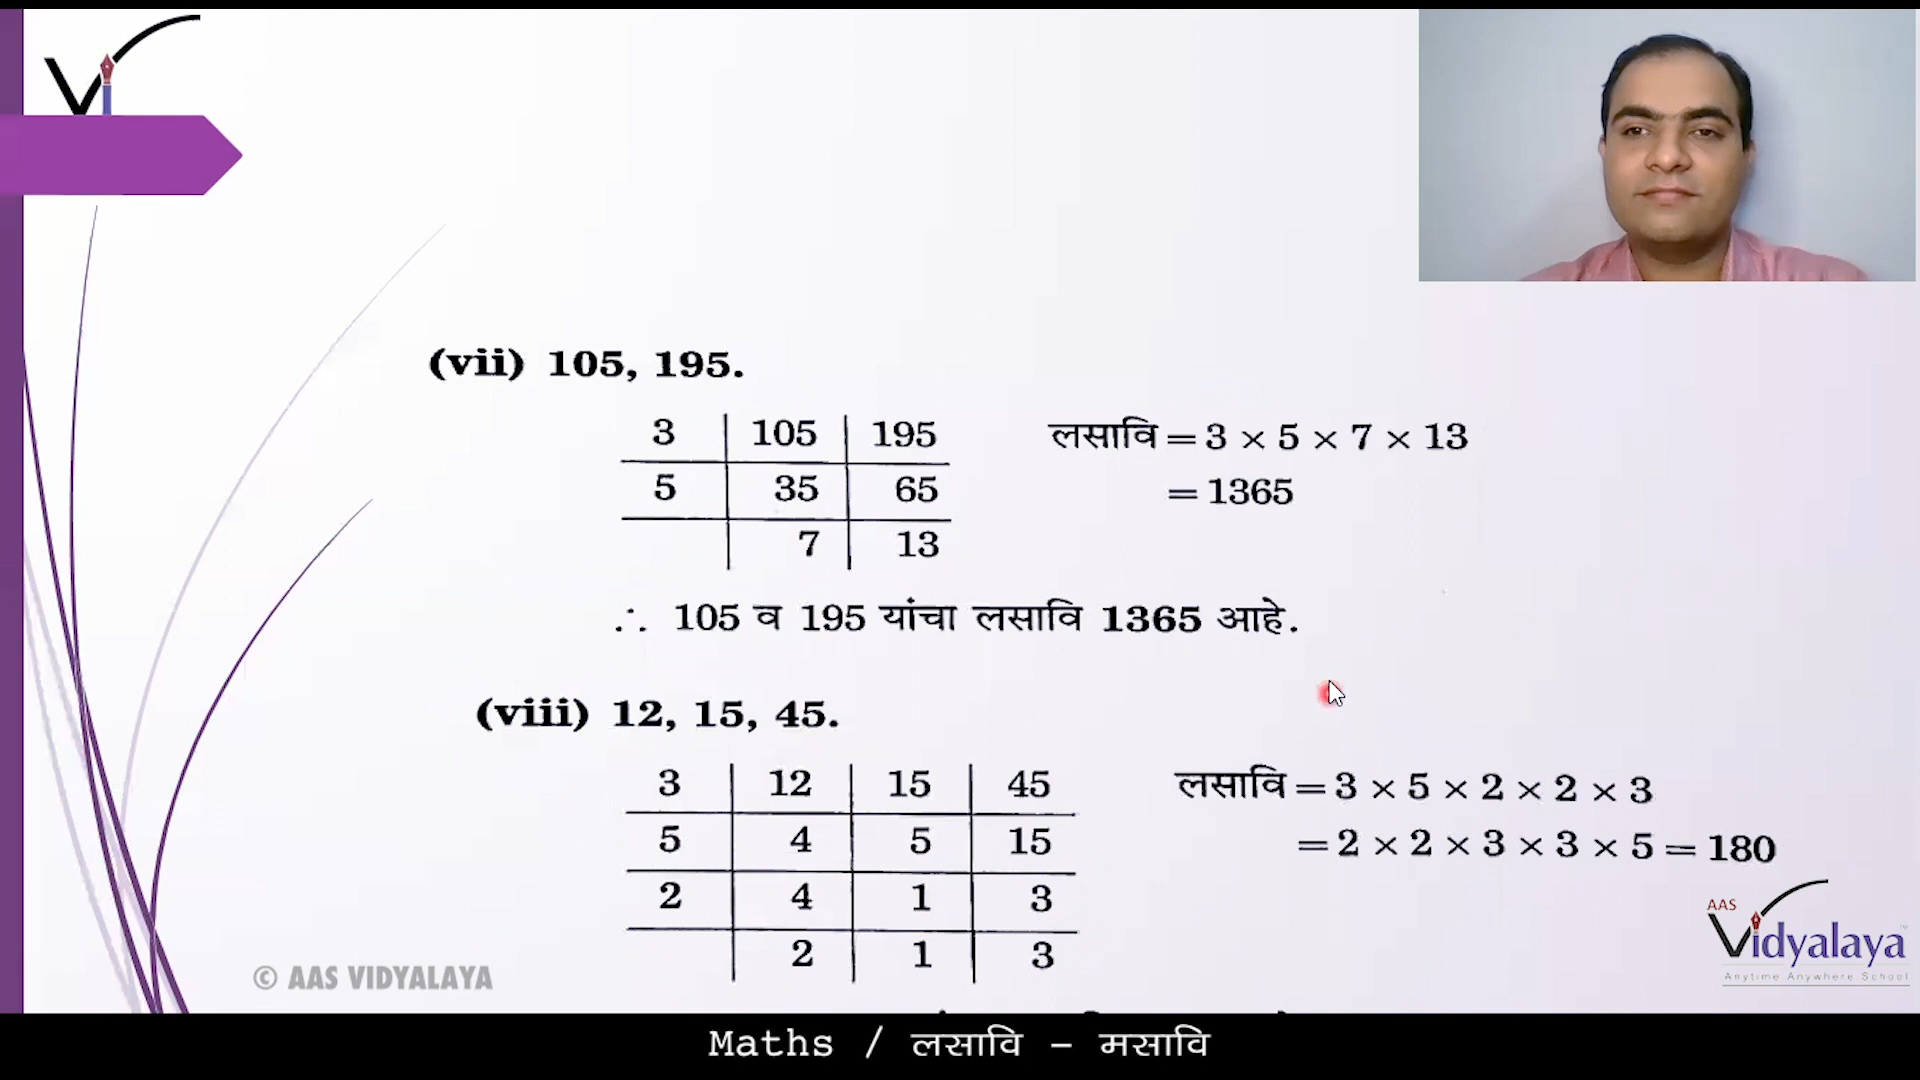 (vii) 105, 195.
3 105 195
5 35 65
7 13
लसावि = 3 × 5 × 7 × 13
= 1365
∴ 105 व 195 यांचा लसावि 1365 आहे.
(viii) 12, 15, 45.
3 12 15 45
5 4 5 15
2 4 1 3
2 1 3
लसावि = 3 × 5 × 2 × 2 × 3
= 2 × 2 × 3 × 3 × 5 = 180
© AAS VIDYALAYA
AAS
Vidyalaya
Anytime Anywhere School
Maths / लसावि - मसावि